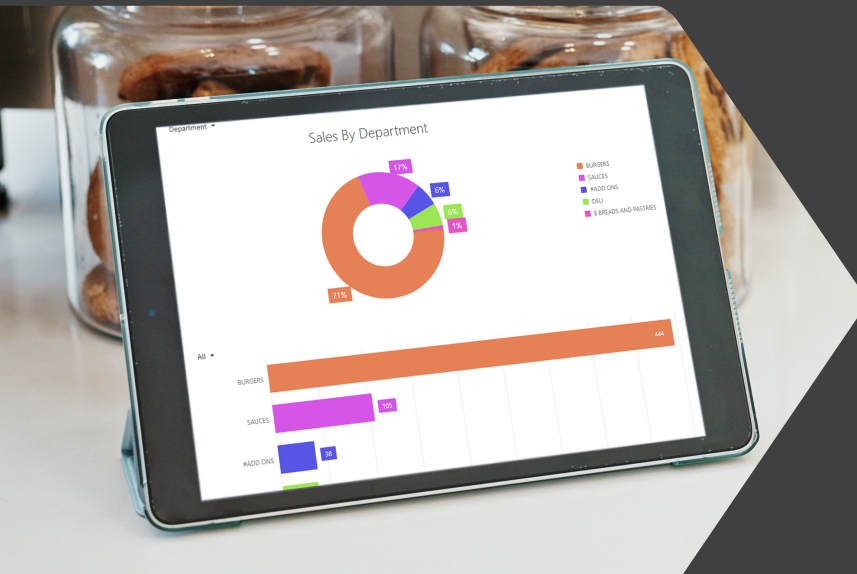 Department
Sales By Department
17%
6%
6%
1%
71%
BURGERS
SAUCES
#ADD ONS
DELI
$ BREADS AND PASTRIES
All
BURGERS
444
SAUCES
105
#ADD ONS
38